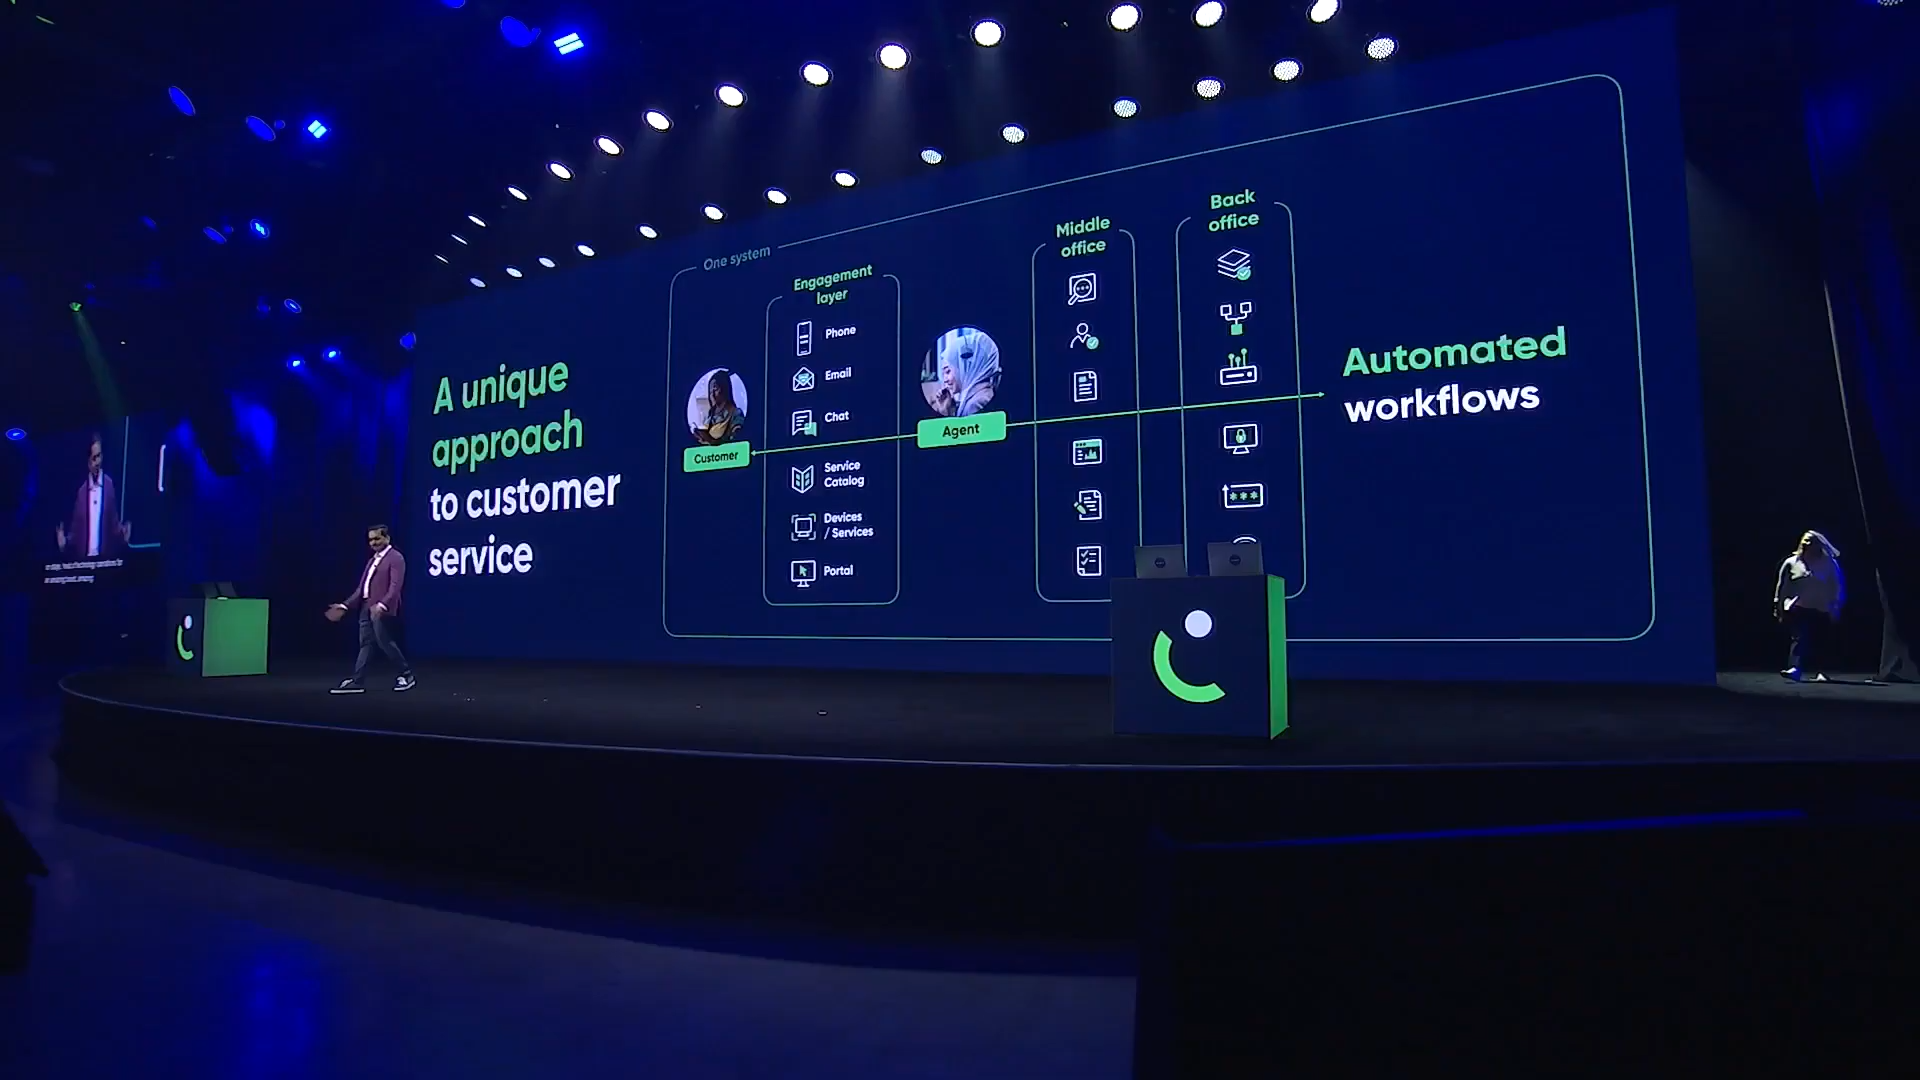 A unique
approach
to customer
service
One system
Customer
Engagement
layer
Phone
Email
Chat
Service
Catalog
Devices
/ Services
Portal
Agent
Middle
office
Back
office
***
Automated
workflows